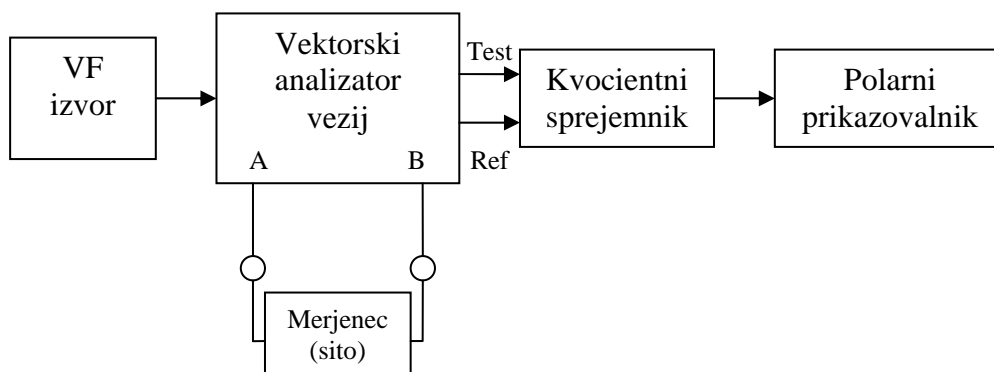 VF
izvor
Vektorski
analizator
vezij
A
B
Test
Ref
Kvocientni
sprejemnik
Polarni
prikazovalnik
Merjenec
(sito)